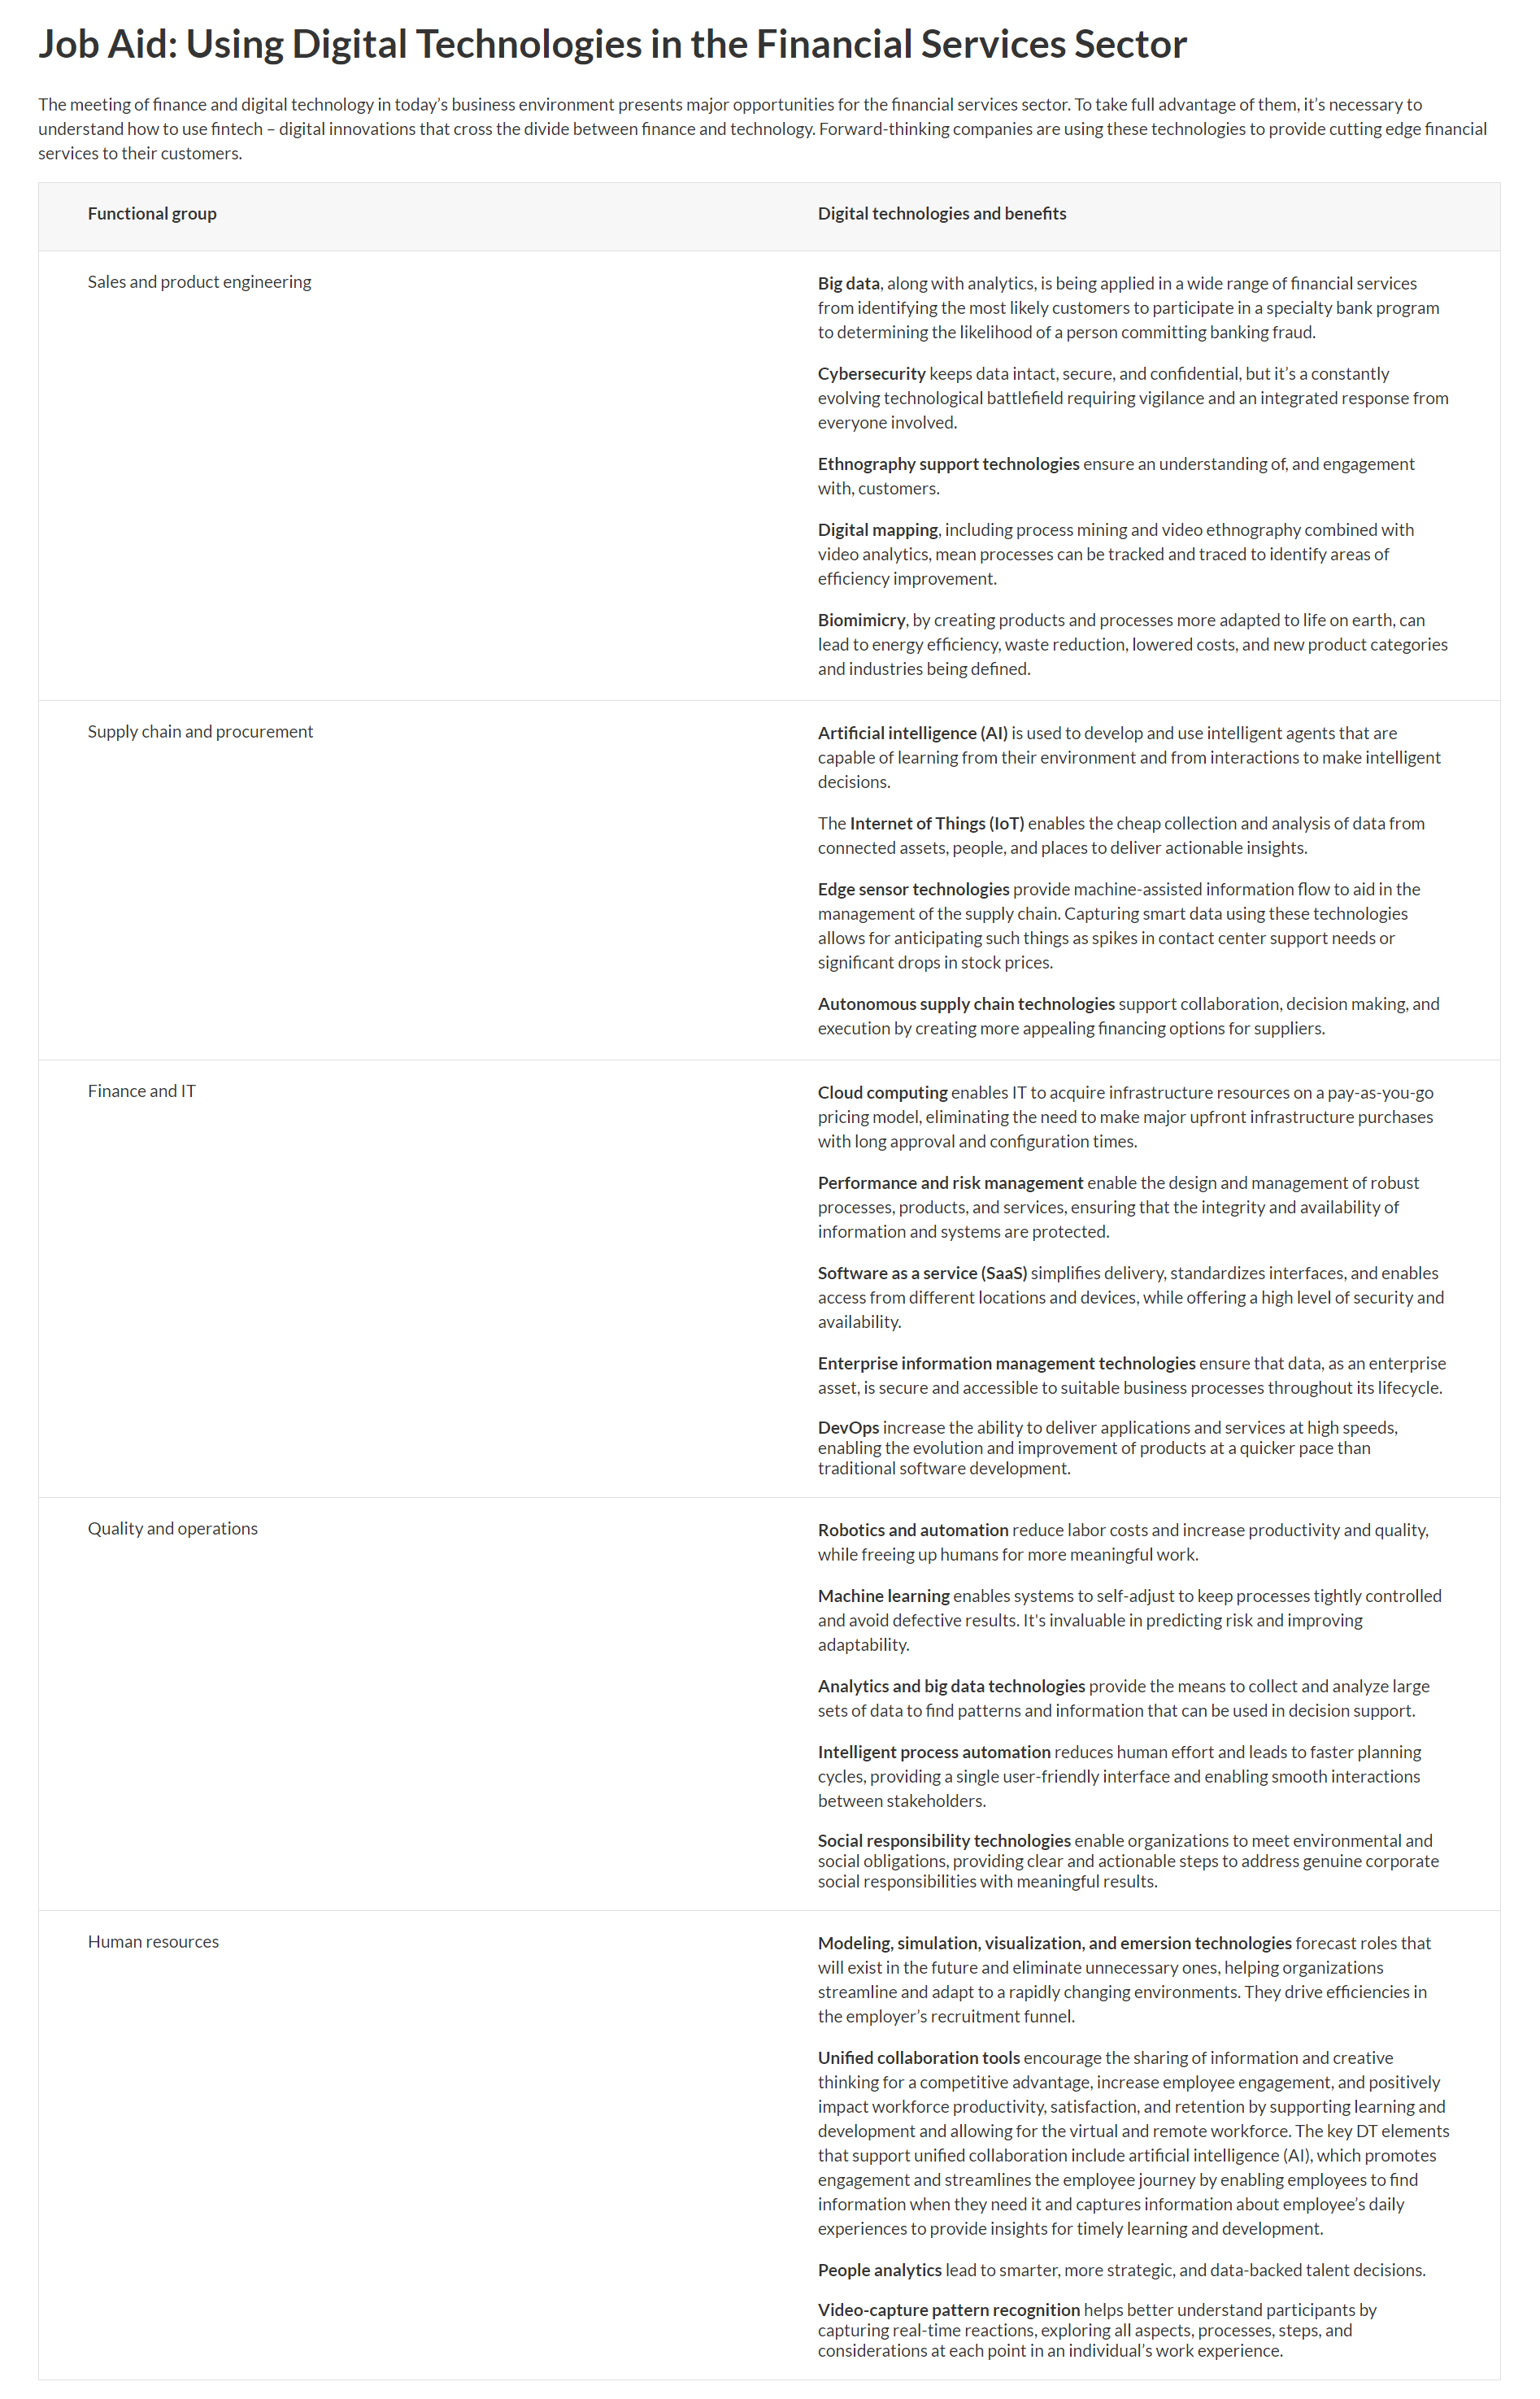 Job Aid: Using Digital Technologies in the Financial Services Sector
The meeting of finance and digital technology in today’s business environment presents major opportunities for the financial services sector. To take full advantage of them, it’s necessary to
understand how to use fintech – digital innovations that cross the divide between finance and technology. Forward-thinking companies are using these technologies to provide cutting edge financial
services to their customers.
Functional group
Digital technologies and benefits
Sales and product engineering
Big data, along with analytics, is being applied in a wide range of financial services
from identifying the most likely customers to participate in a specialty bank program
to determining the likelihood of a person committing banking fraud.
Cybersecurity keeps data intact, secure, and confidential, but it’s a constantly
evolving technological battlefield requiring vigilance and an integrated response from
everyone involved.
Ethnography support technologies ensure an understanding of, and engagement
with, customers.
Digital mapping, including process mining and video ethnography combined with
video analytics, mean processes can be tracked and traced to identify areas of
efficiency improvement.
Biomimicry, by creating products and processes more adapted to life on earth, can
lead to energy efficiency, waste reduction, lowered costs, and new product categories
and industries being defined.
Supply chain and procurement
Artificial intelligence (AI) is used to develop and use intelligent agents that are
capable of learning from their environment and from interactions to make intelligent
decisions.
The Internet of Things (IoT) enables the cheap collection and analysis of data from
connected assets, people, and places to deliver actionable insights.
Edge sensor technologies provide machine-assisted information flow to aid in the
management of the supply chain. Capturing smart data using these technologies
allows for anticipating such things as spikes in contact center support needs or
significant drops in stock prices.
Autonomous supply chain technologies support collaboration, decision making, and
execution by creating more appealing financing options for suppliers.
Finance and IT
Cloud computing enables IT to acquire infrastructure resources on a pay-as-you-go
pricing model, eliminating the need to make major upfront infrastructure purchases
with long approval and configuration times.
Performance and risk management enable the design and management of robust
processes, products, and services, ensuring that the integrity and availability of
information and systems are protected.
Software as a service (SaaS) simplifies delivery, standardizes interfaces, and enables
access from different locations and devices, while offering a high level of security and
availability.
Enterprise information management technologies ensure that data, as an enterprise
asset, is secure and accessible to suitable business processes throughout its lifecycle.
DevOps increase the ability to deliver applications and services at high speeds,
enabling the evolution and improvement of products at a quicker pace than
traditional software development.
Quality and operations
Robotics and automation reduce labor costs and increase productivity and quality,
while freeing up humans for more meaningful work.
Machine learning enables systems to self-adjust to keep processes tightly controlled
and avoid defective results. It's invaluable in predicting risk and improving
adaptability.
Analytics and big data technologies provide the means to collect and analyze large
sets of data to find patterns and information that can be used in decision support.
Intelligent process automation reduces human effort and leads to faster planning
cycles, providing a single user-friendly interface and enabling smooth interactions
between stakeholders.
Social responsibility technologies enable organizations to meet environmental and
social obligations, providing clear and actionable steps to address genuine corporate
social responsibilities with meaningful results.
Human resources
Modeling, simulation, visualization, and emersion technologies forecast roles that
will exist in the future and eliminate unnecessary ones, helping organizations
streamline and adapt to a rapidly changing environments. They drive efficiencies in
the employer’s recruitment funnel.
Unified collaboration tools encourage the sharing of information and creative
thinking for a competitive advantage, increase employee engagement, and positively
impact workforce productivity, satisfaction, and retention by supporting learning and
development and allowing for the virtual and remote workforce. The key DT elements
that support unified collaboration include artificial intelligence (AI), which promotes
engagement and streamlines the employee journey by enabling employees to find
information when they need it and captures information about employee’s daily
experiences to provide insights for timely learning and development.
People analytics lead to smarter, more strategic, and data-backed talent decisions.
Video-capture pattern recognition helps better understand participants by
capturing real-time reactions, exploring all aspects, processes, steps, and
considerations at each point in an individual’s work experience.